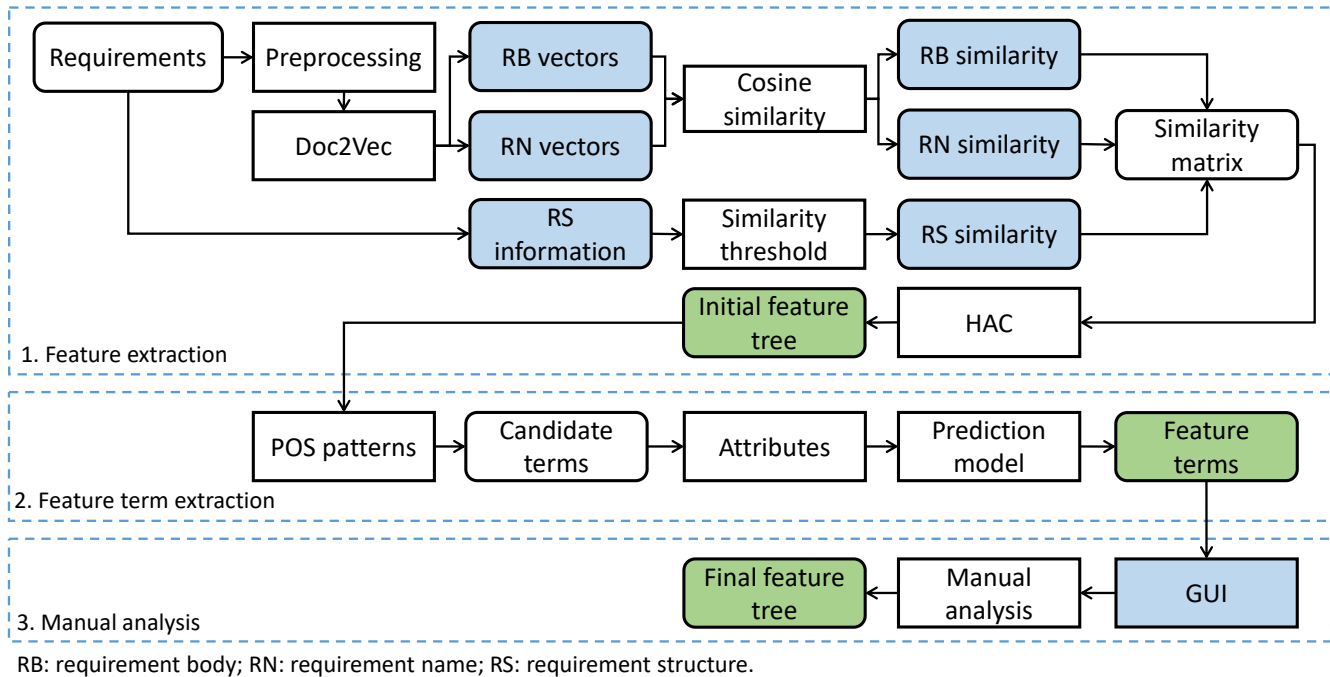 Requirements
Preprocessing
RB vectors
Cosine
similarity
RB similarity
Doc2Vec
RN vectors
RN similarity
Similarity
matrix
RS
information
Similarity
threshold
RS similarity
Initial feature
tree
HAC
1. Feature extraction
POS patterns
Candidate
terms
Attributes
Prediction
model
Feature
terms
2. Feature term extraction
Final feature
tree
Manual
analysis
GUI
3. Manual analysis
RB: requirement body; RN: requirement name; RS: requirement structure.